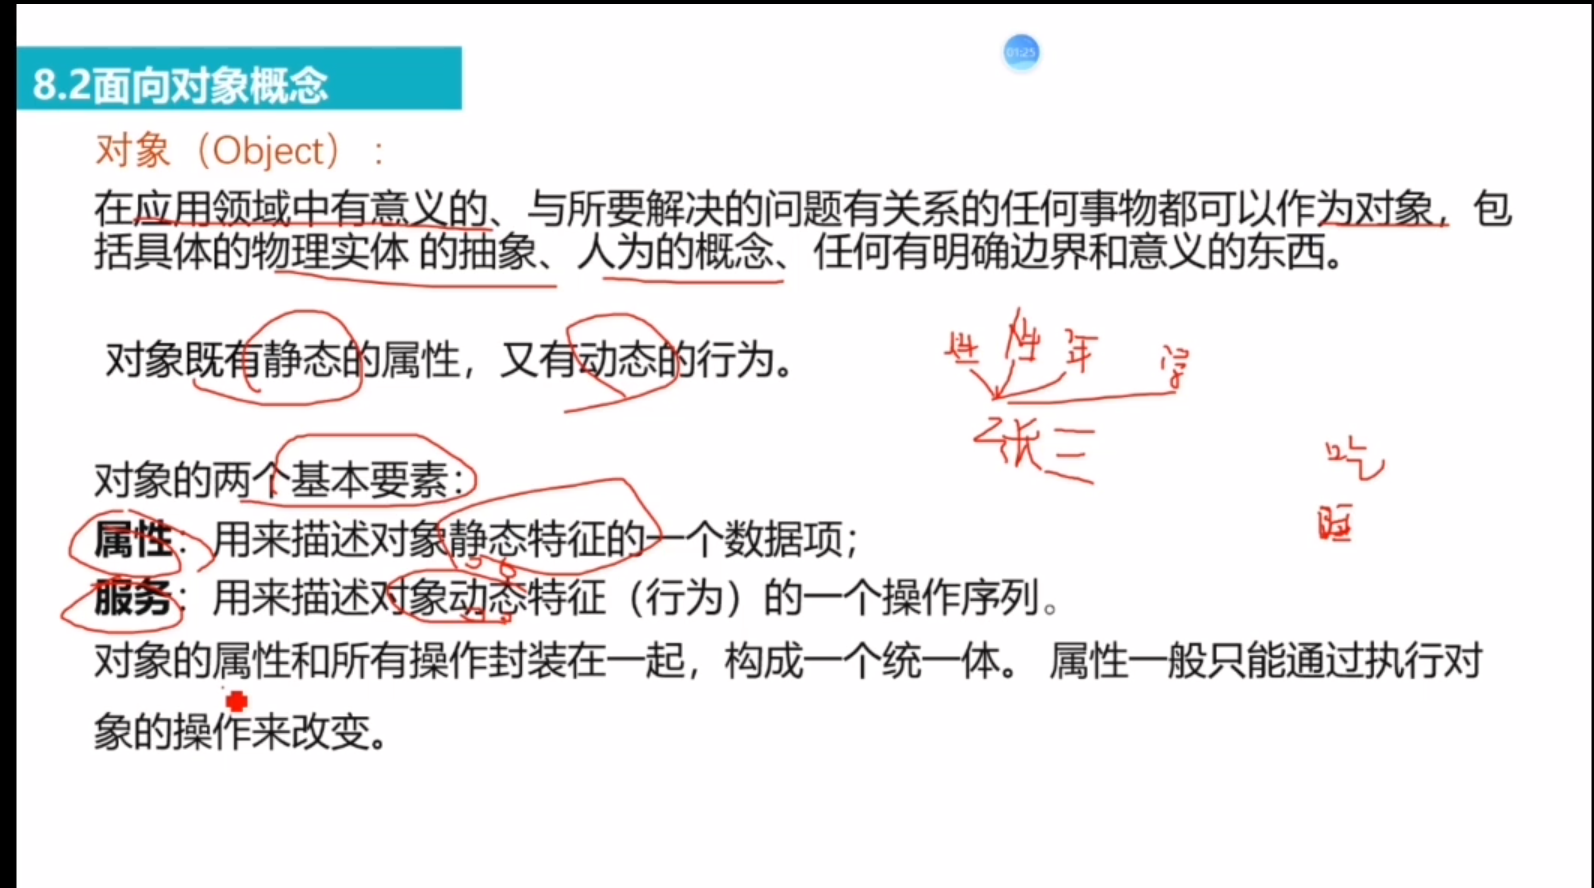 01:25
8.2面向对象概念
对象（Object）：
在应用领域中有意义的、与所要解决的问题有关系的任何事物都可以作为对象，包
括具体的物理实体 的抽象、人为的概念、任何有明确边界和意义的东西。
对象既有静态的属性，又有动态的行为。
姓 性 年 学
张三
吃
睡
对象的两个基本要素：
属性：用来描述对象静态特征的一个数据项；
服务：用来描述对象动态特征（行为）的一个操作序列。
对象的属性和所有操作封装在一起，构成一个统一体。 属性一般只能通过执行对
象的操作来改变。